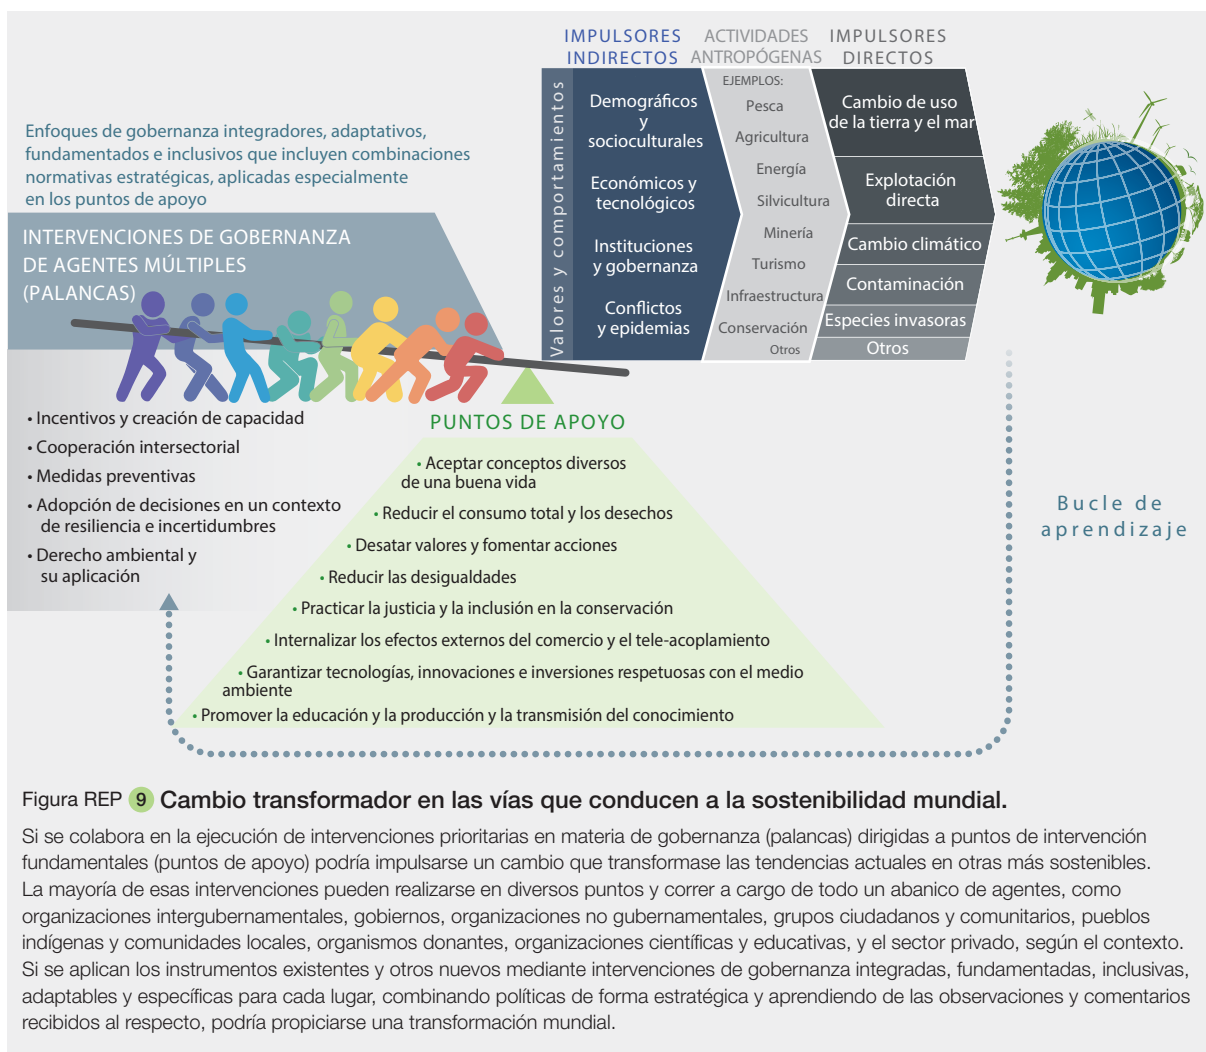 IMPULSORES
INDIRECTOS
ACTIVIDADES
ANTROPÓGENAS
IMPULSORES
DIRECTOS
Valores y comportamientos
Demográficos
y
socioculturales
Económicos y
tecnológicos
Instituciones
y gobernanza
Conflictos
y epidemias
EJEMPLOS:
Pesca
Agricultura
Energía
Silvicultura
Minería
Turismo
Infraestructura
Conservación
Otros
Cambio de uso
de la tierra y el mar
Explotación
directa
Cambio climático
Contaminación
Especies invasoras
Otros
Enfoques de gobernanza integradores, adaptativos,
fundamentados e inclusivos que incluyen combinaciones
normativas estratégicas, aplicadas especialmente
en los puntos de apoyo
INTERVENCIONES DE GOBERNANZA
DE AGENTES MÚLTIPLES
(PALANCAS)
• Incentivos y creación de capacidad
• Cooperación intersectorial
• Medidas preventivas
• Adopción de decisiones en un contexto
de resiliencia e incertidumbres
• Derecho ambiental y
su aplicación
PUNTOS DE APOYO
• Aceptar conceptos diversos
de una buena vida
• Reducir el consumo total y los desechos
• Desatar valores y fomentar acciones
• Reducir las desigualdades
• Practicar la justicia y la inclusión en la conservación
• Internalizar los efectos externos del comercio y el tele-acoplamiento
• Garantizar tecnologías, innovaciones e inversiones respetuosas con el medio
ambiente
• Promover la educación y la producción y la transmisión del conocimiento
Bucle de
aprendizaje
Figura REP 9 Cambio transformador en las vías que conducen a la sostenibilidad mundial.
Si se colabora en la ejecución de intervenciones prioritarias en materia de gobernanza (palancas) dirigidas a puntos de intervención
fundamentales (puntos de apoyo) podría impulsarse un cambio que transformase las tendencias actuales en otras más sostenibles.
La mayoría de esas intervenciones pueden realizarse en diversos puntos y correr a cargo de todo un abanico de agentes, como
organizaciones intergubernamentales, gobiernos, organizaciones no gubernamentales, grupos ciudadanos y comunitarios, pueblos
indígenas y comunidades locales, organismos donantes, organizaciones científicas y educativas, y el sector privado, según el contexto.
Si se aplican los instrumentos existentes y otros nuevos mediante intervenciones de gobernanza integradas, fundamentadas, inclusivas,
adaptables y específicas para cada lugar, combinando políticas de forma estratégica y aprendiendo de las observaciones y comentarios
recibidos al respecto, podría propiciarse una transformación mundial.